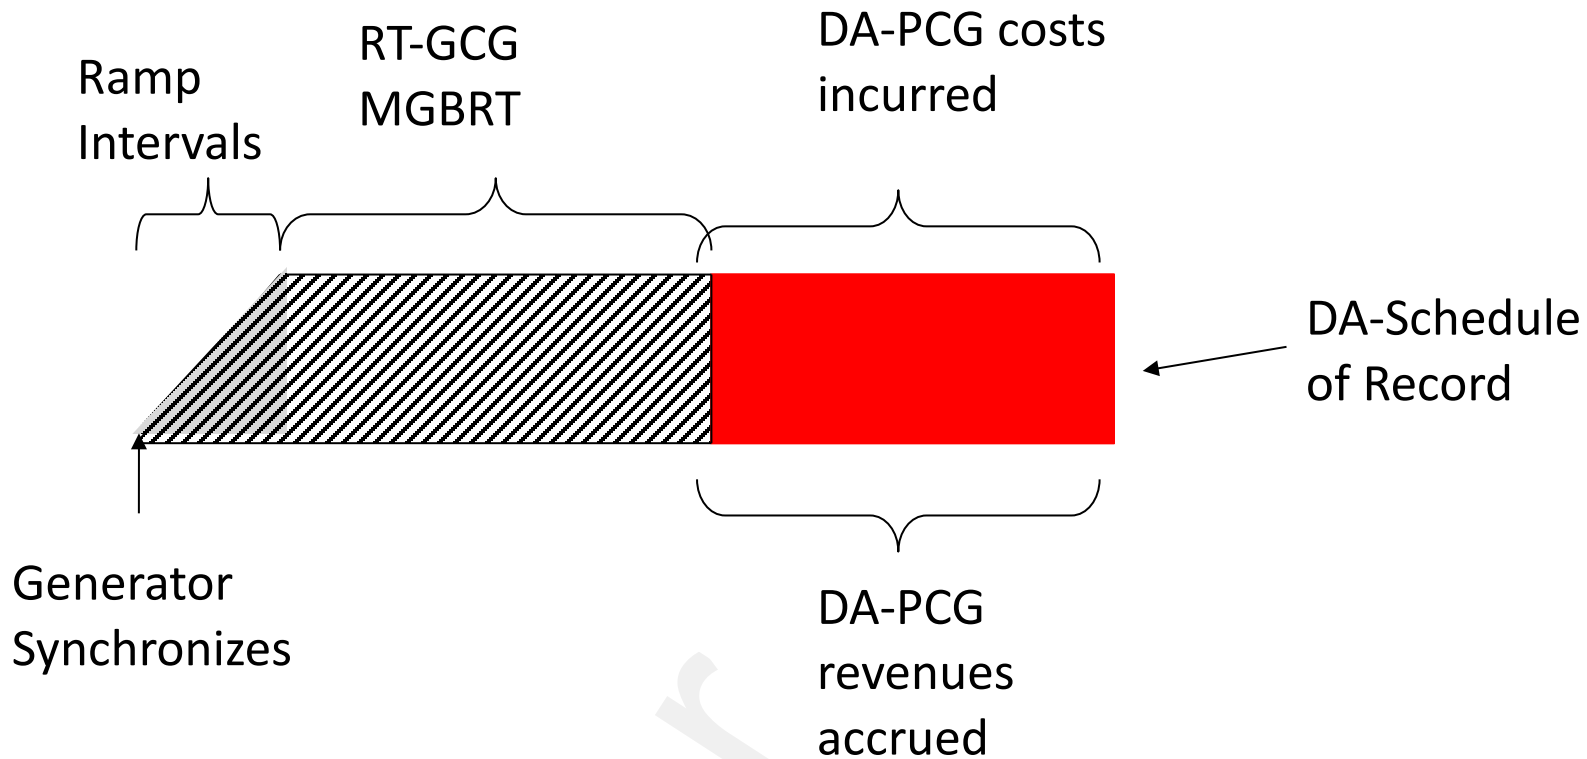 Ramp
Intervals
RT-GCG
MGBRT
DA-PCG costs
incurred
DA-Schedule
of Record
Generator
Synchronizes
DA-PCG
revenues
accrued
r